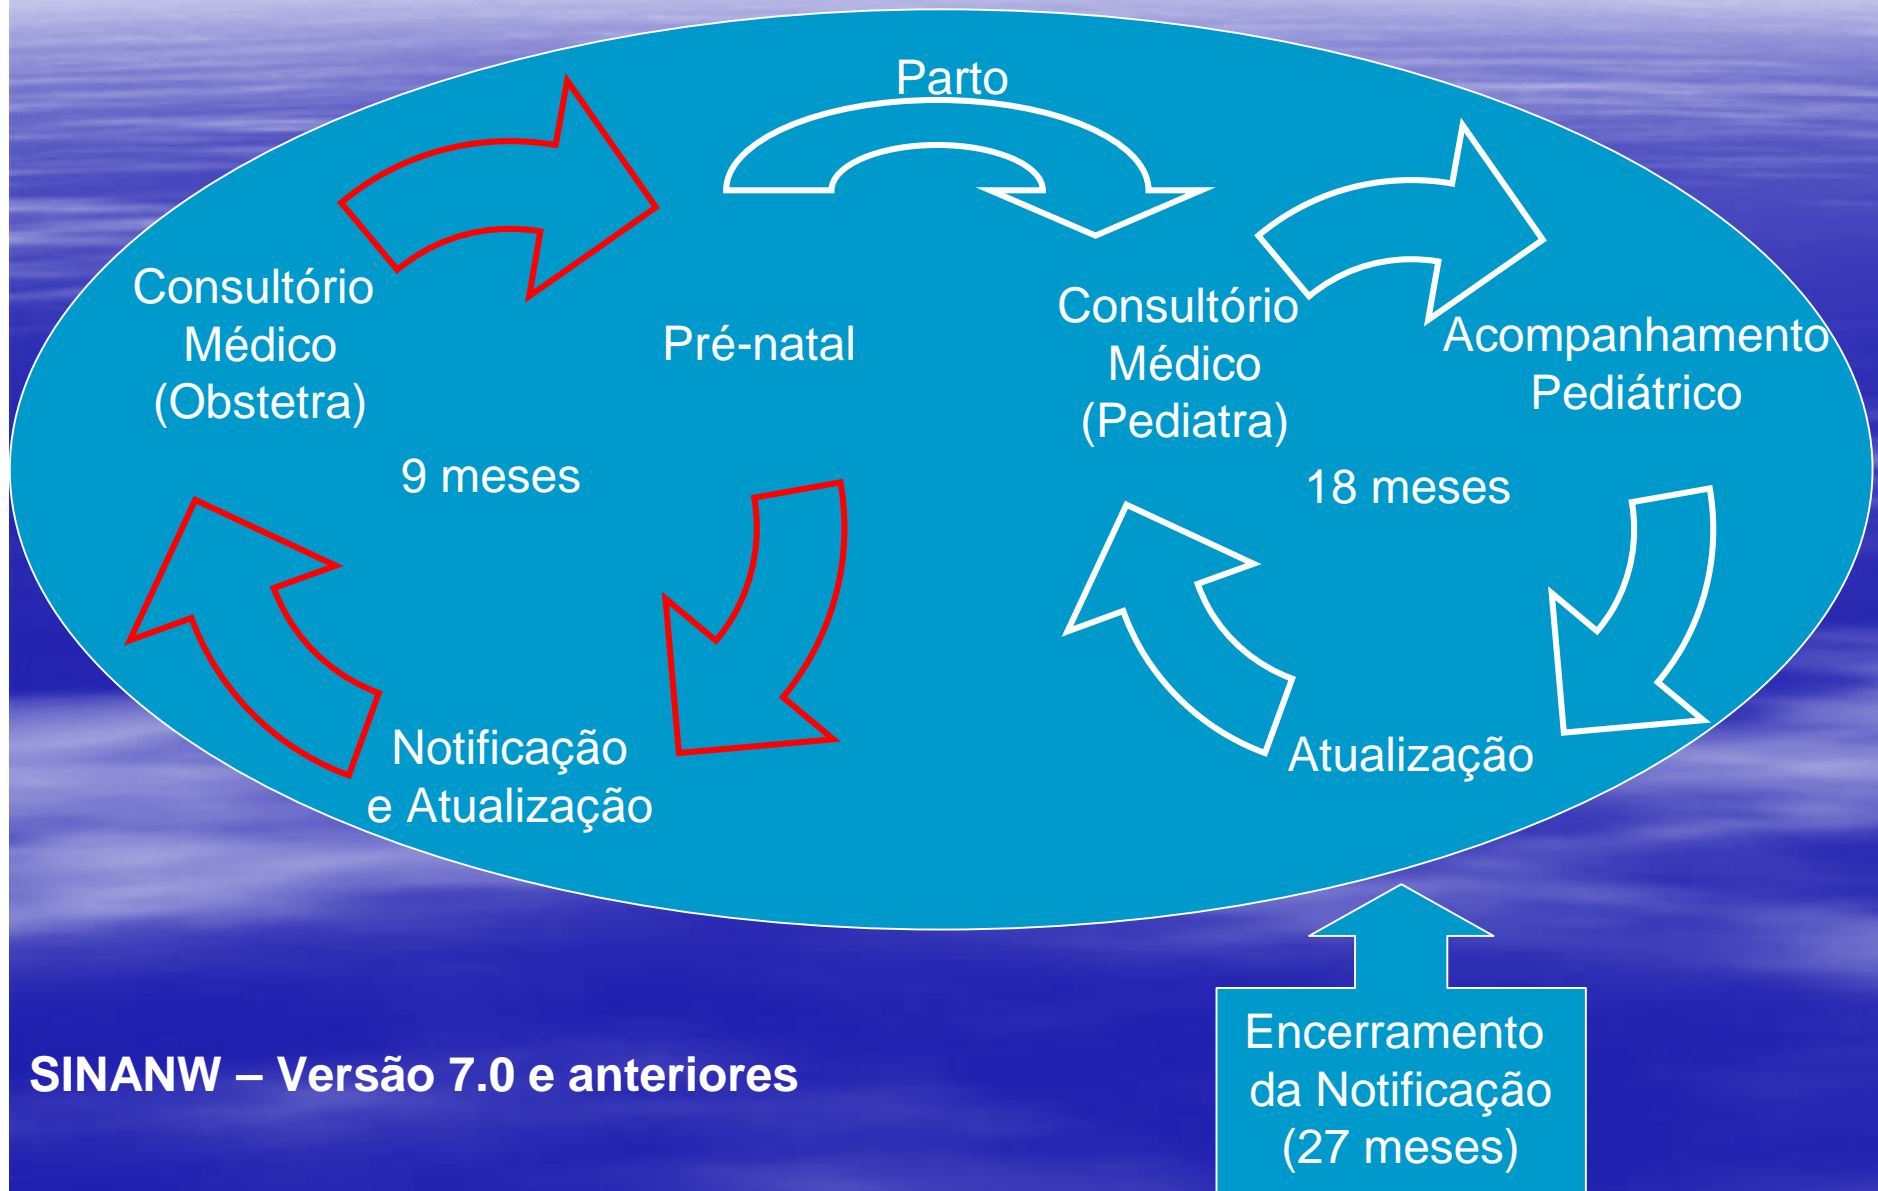 Parto
Consultório
Médico
(Obstetra)
Pré-natal
9 meses
Notificação
e Atualização
Consultório
Médico
(Pediatra)
Acompanhamento
Pediátrico
18 meses
Atualização
SINANW – Versão 7.0 e anteriores
Encerramento
da Notificação
(27 meses)